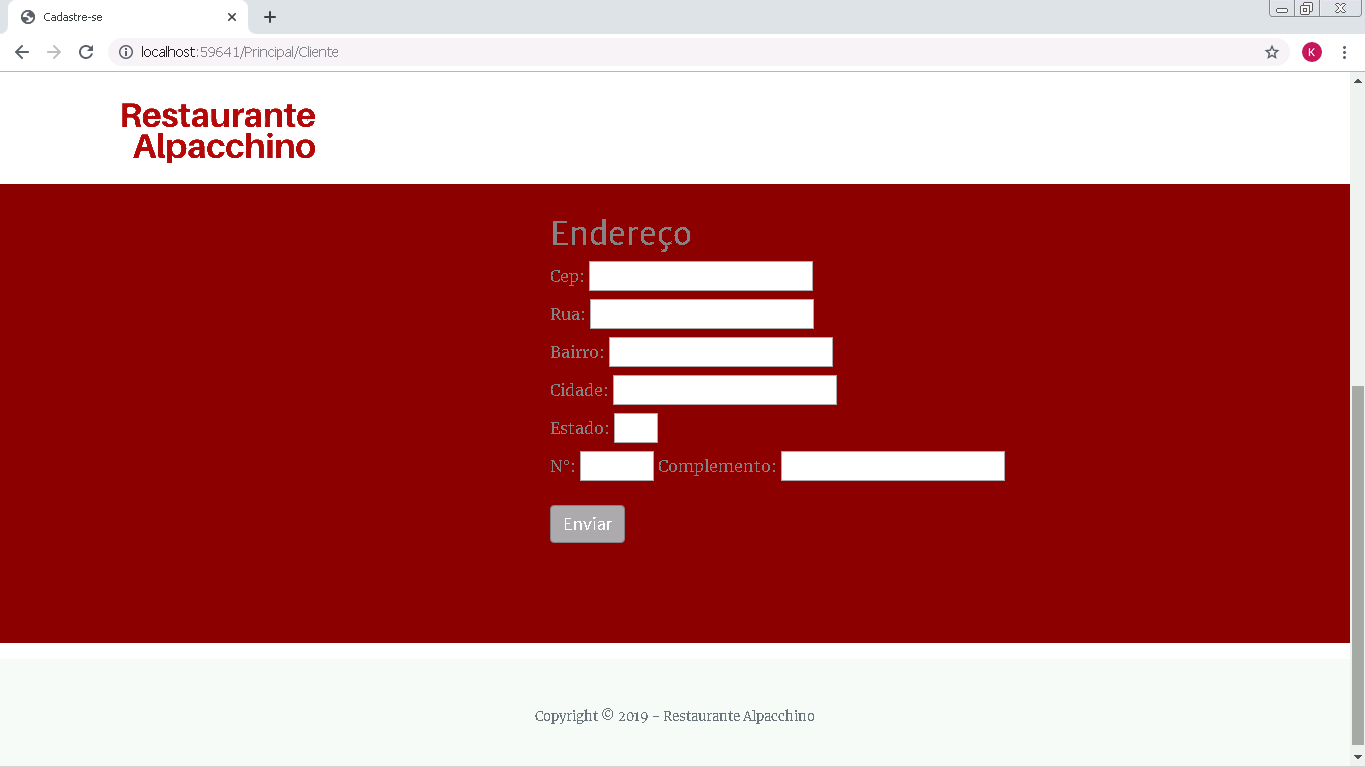 Cadastre-se
localhost:59641/Principal/Cliente
K
Restaurante
Alpacchino
Endereço
Cep:
Rua:
Bairro:
Cidade:
Estado:
Nº: Complemento:
Enviar
Copyright © 2019 - Restaurante Alpacchino